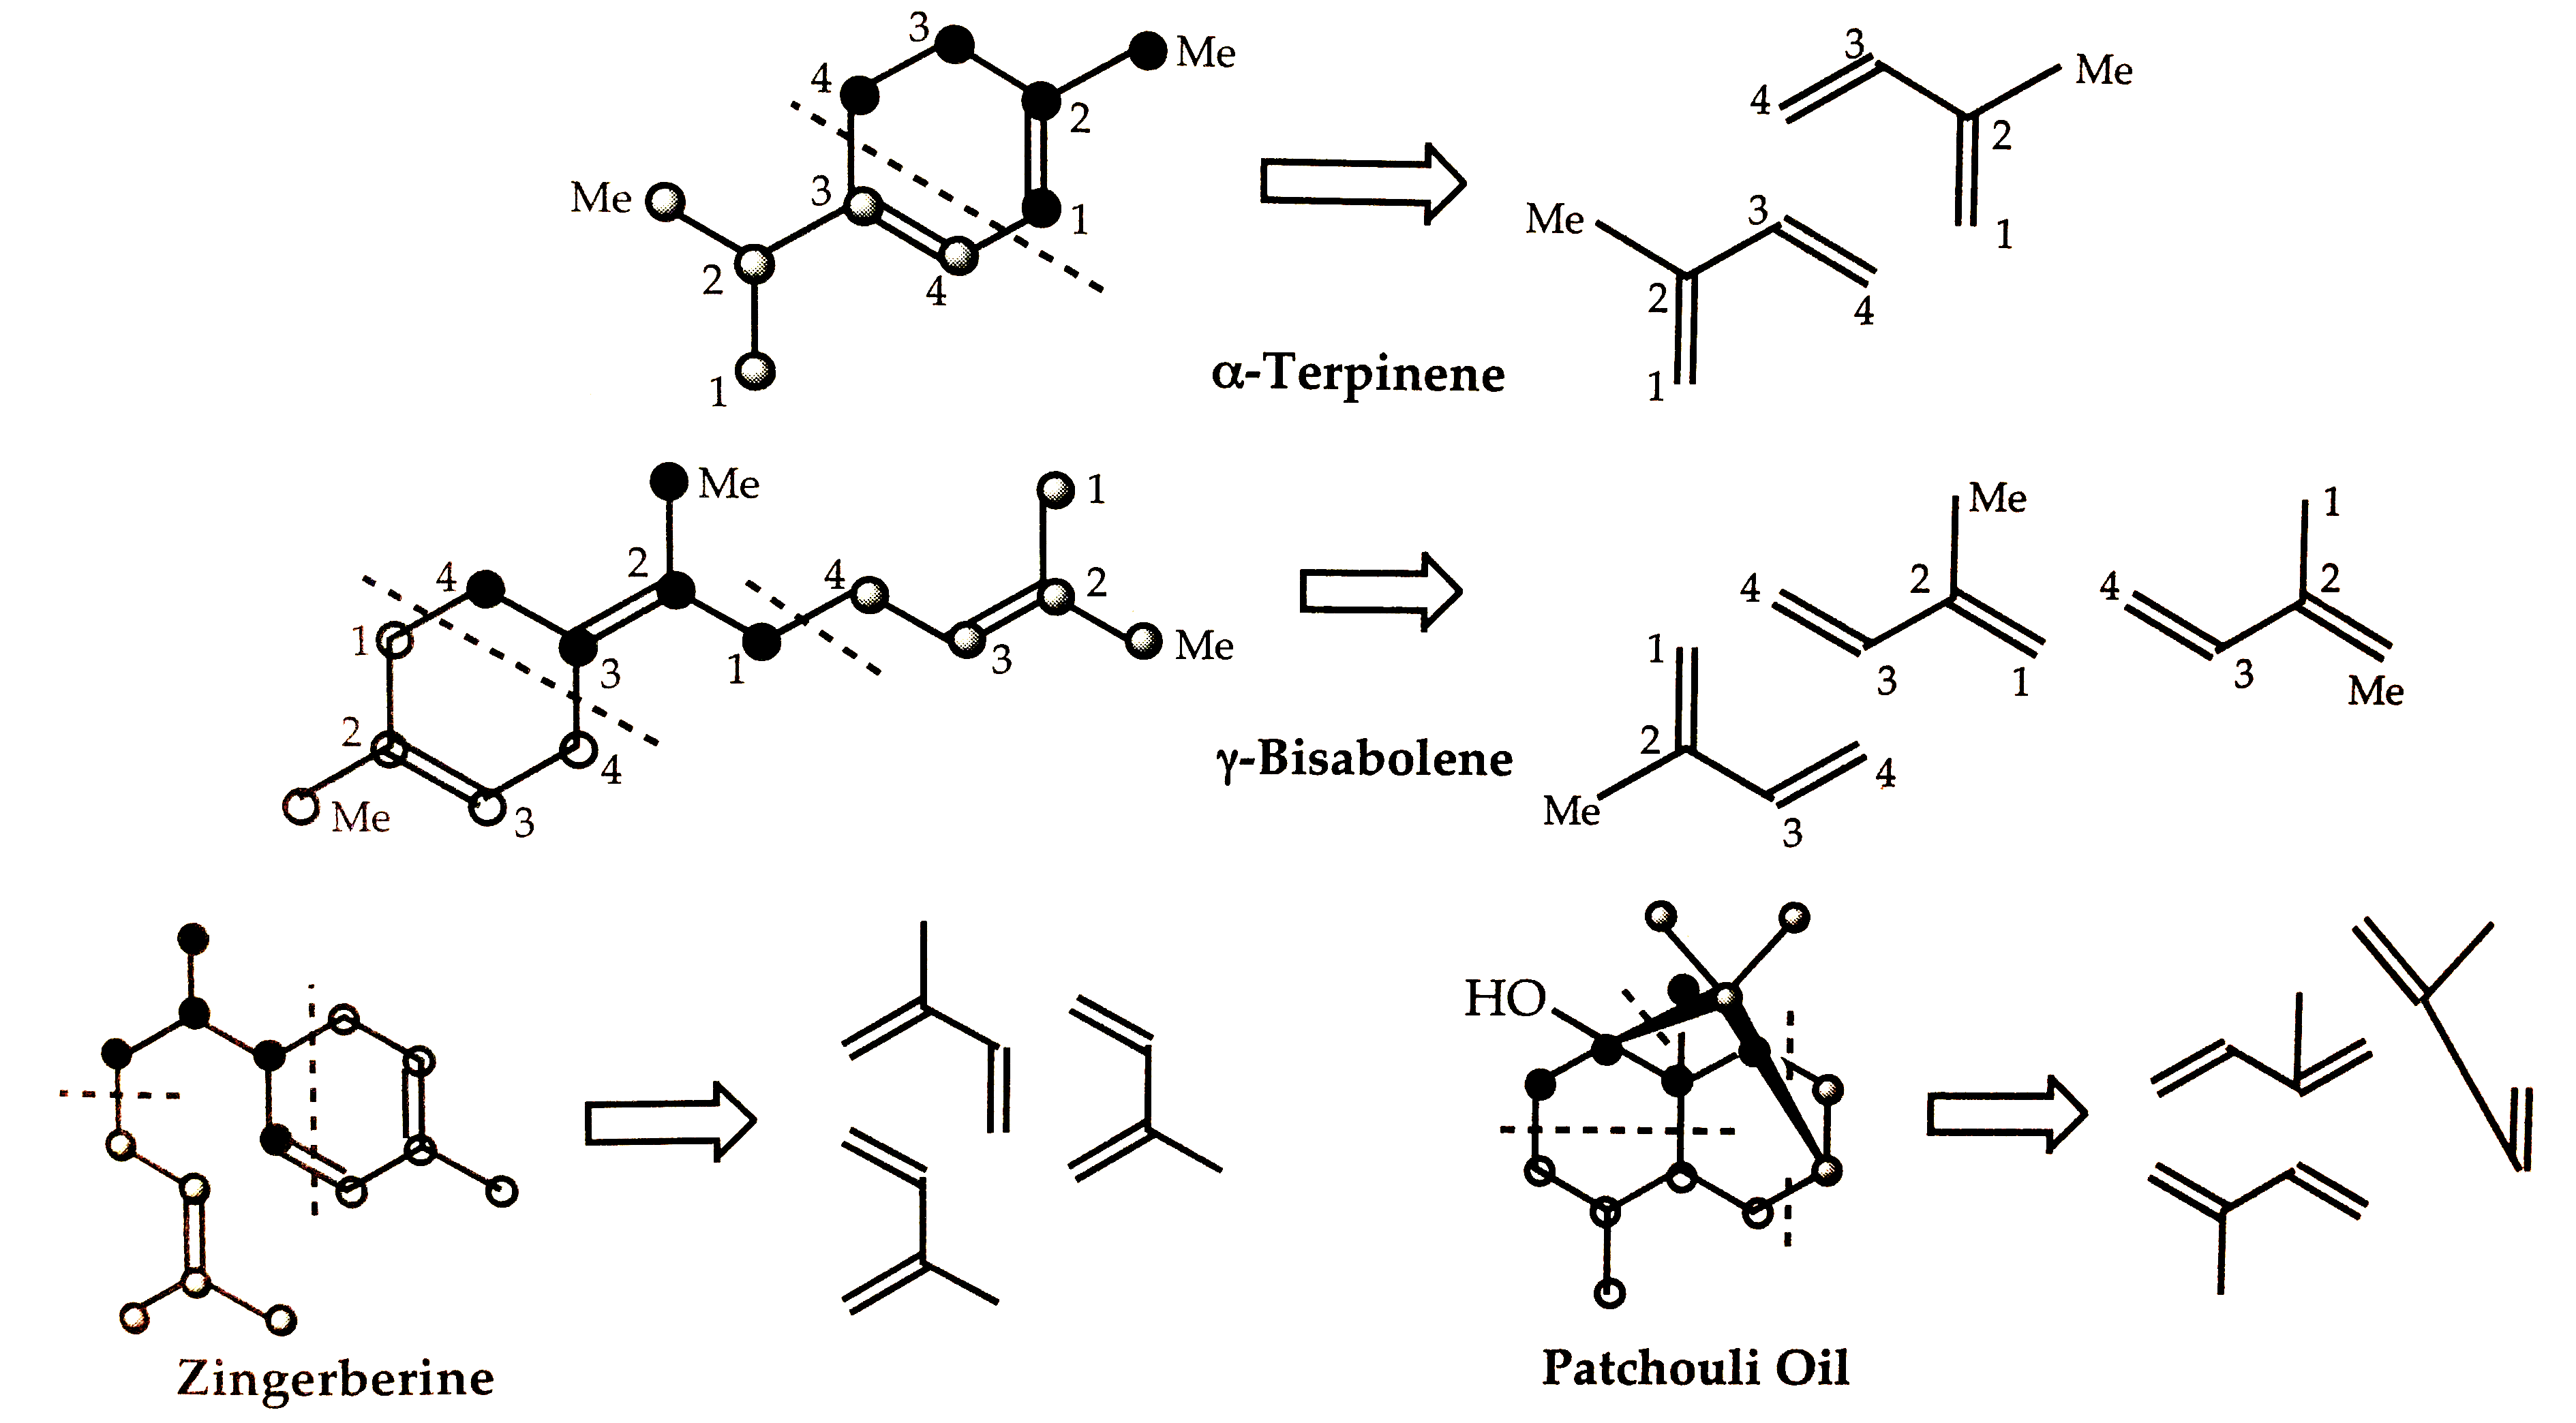 3 Me 3 Me
4 2 4 2
Me 3 1 Me 3 1
2 4 2 4
1 1
α-Terpinene
Me 1 Me 1
4 2 4 2 4 2 4 2
1 3 1 3 Me 1 3 1 3 Me
2 4 2 4
Me 3 Me 3
γ-Bisabolene
HO
Zingerberine
Patchouli Oil